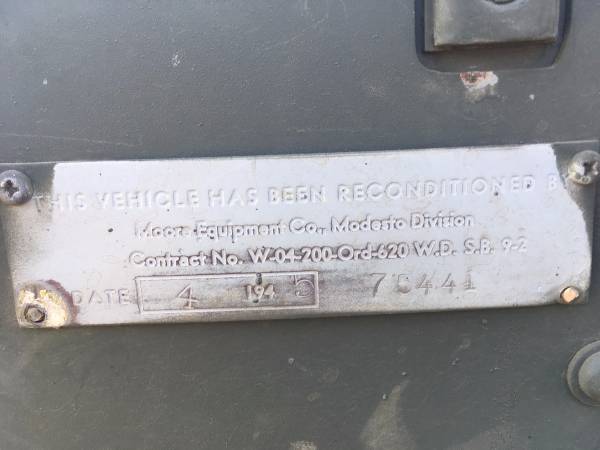 THIS VEHICLE HAS BEEN RECONDITIONED BY
Moore Equipment Co., Modesto Division
Contract No. W-04-200-Ord-620 W.D. S.B. 9-2
DATE 4 194 5